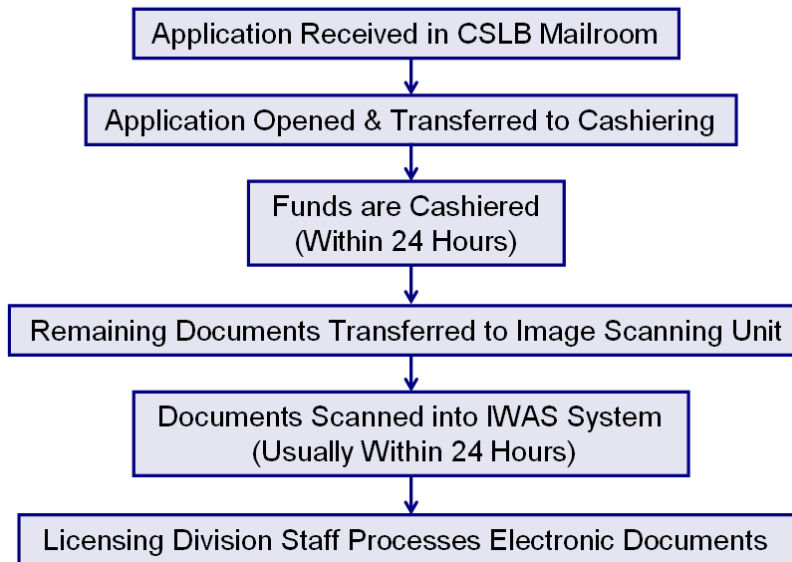 Application Received in CSLB Mailroom
Application Opened & Transferred to Cashiering
Funds are Cashiered
(Within 24 Hours)
Remaining Documents Transferred to Image Scanning Unit
Documents Scanned into IWAS System
(Usually Within 24 Hours)
Licensing Division Staff Processes Electronic Documents